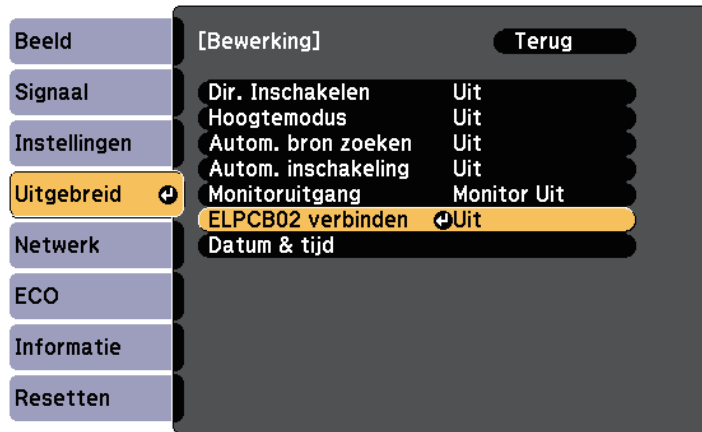 Beeld
Signaal
Instellingen
Uitgebreid
Netwerk
ECO
Informatie
Resetten
[Bewerking] Terug
Dir. Inschakelen Uit
Hoogtemodus Uit
Autom. bron zoeken Uit
Autom. inschakeling Uit
Monitoruitgang Monitor Uit
ELPCB02 verbinden Uit
Datum & tijd